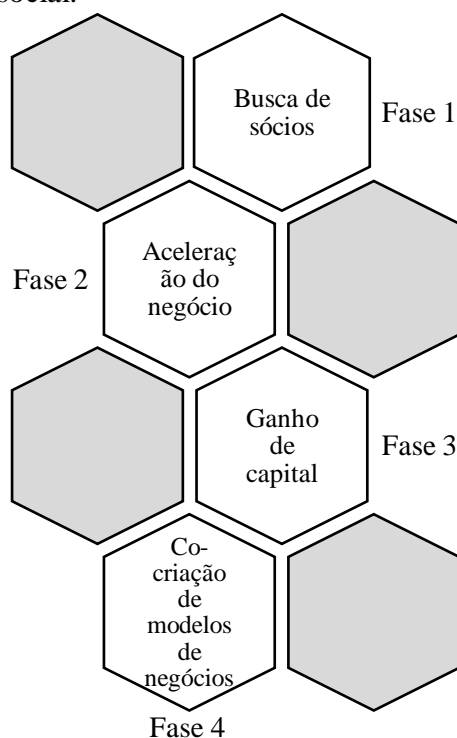 social.
Busca de
sócios
Fase 1
Aceleraç
ão do
negócio
Fase 2
Ganho
de
capital
Fase 3
Co-
criação
de
modelos
de
negócios
Fase 4